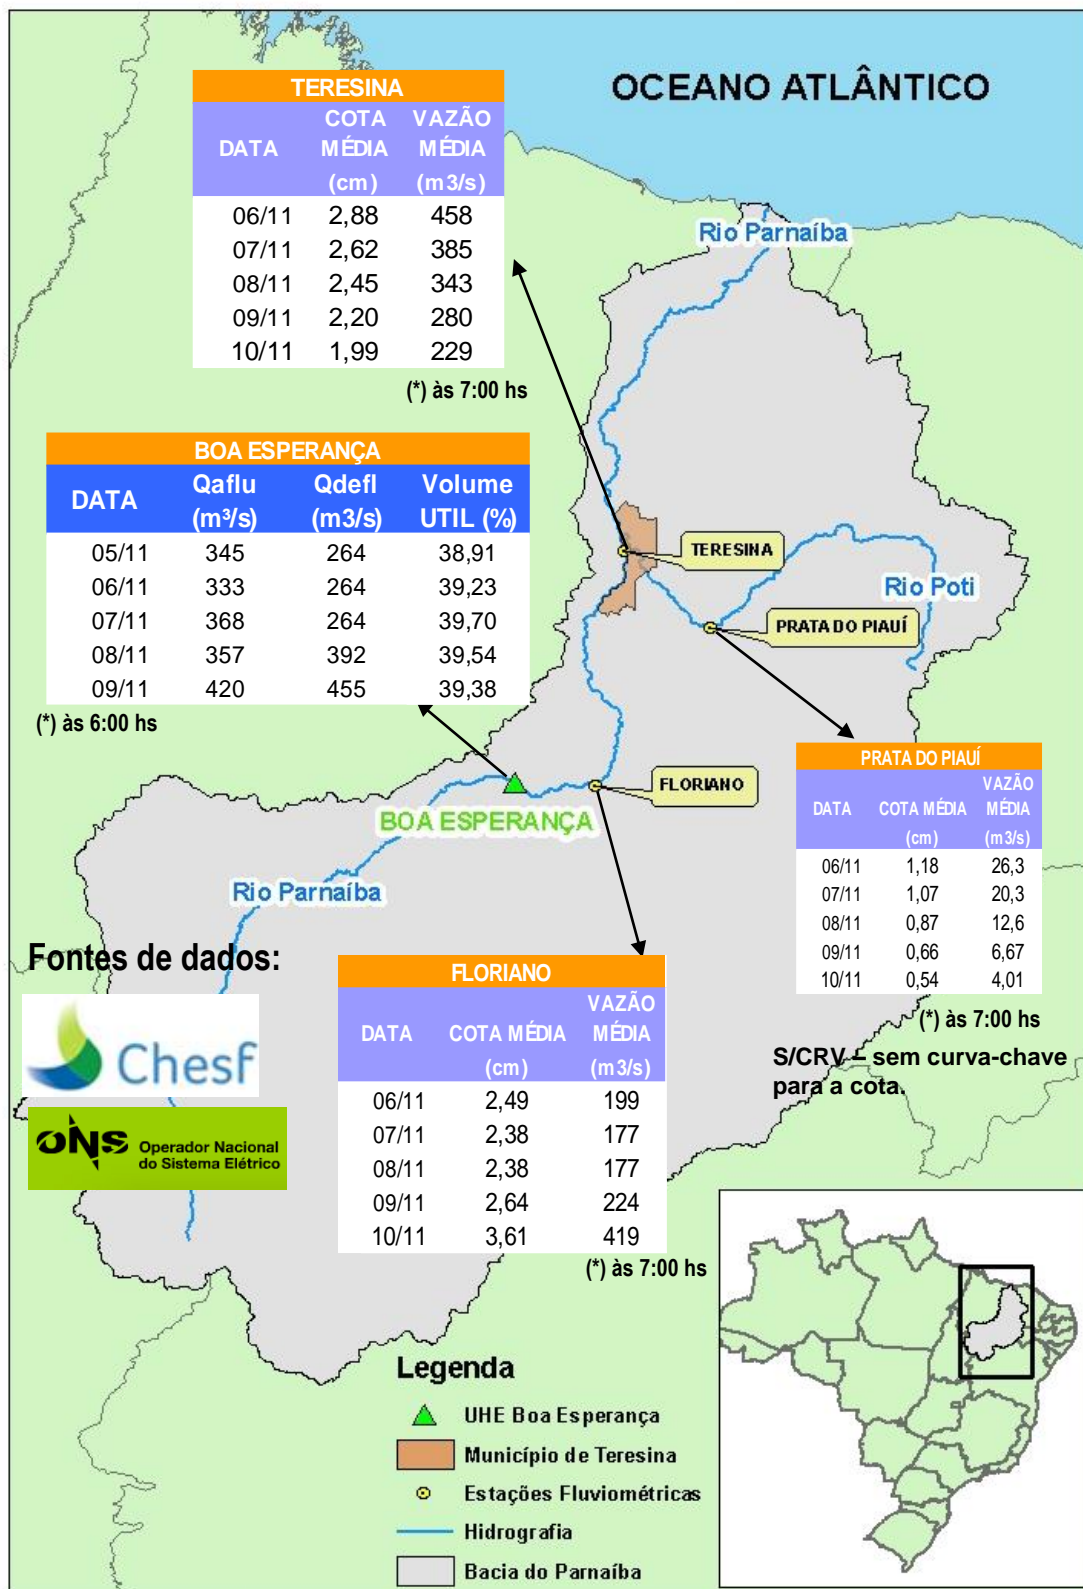 OCEANO ATLÂNTICO
TERESINA
DATA COTA MÉDIA (cm) VAZÃO MÉDIA (m3/s)
06/11 2,88 458
07/11 2,62 385
08/11 2,45 343
09/11 2,20 280
10/11 1,99 229
(*) às 7:00 hs
Rio Parnaíba
BOA ESPERANÇA
DATA Qaflu (m³/s) Qdefl (m3/s) Volume UTIL (%)
05/11 345 264 38,91
06/11 333 264 39,23
07/11 368 264 39,70
08/11 357 392 39,54
09/11 420 455 39,38
(*) às 6:00 hs
TERESINA
Rio Poti
PRATA DO PIAUÍ
FLORIANO
BOA ESPERANÇA
Rio Parnaíba
PRATA DO PIAUÍ
DATA COTA MÉDIA (cm) VAZÃO MÉDIA (m3/s)
06/11 1,18 26,3
07/11 1,07 20,3
08/11 0,87 12,6
09/11 0,66 6,67
10/11 0,54 4,01
(*) às 7:00 hs
S/CRV – sem curva-chave
para a cota.
Fontes de dados:
Chesf
ONS Operador Nacional
do Sistema Elétrico
FLORIANO
DATA COTA MÉDIA (cm) VAZÃO MÉDIA (m3/s)
06/11 2,49 199
07/11 2,38 177
08/11 2,38 177
09/11 2,64 224
10/11 3,61 419
(*) às 7:00 hs
Legenda
UHE Boa Esperança
Município de Teresina
Estações Fluviométricas
Hidrografia
Bacia do Parnaíba